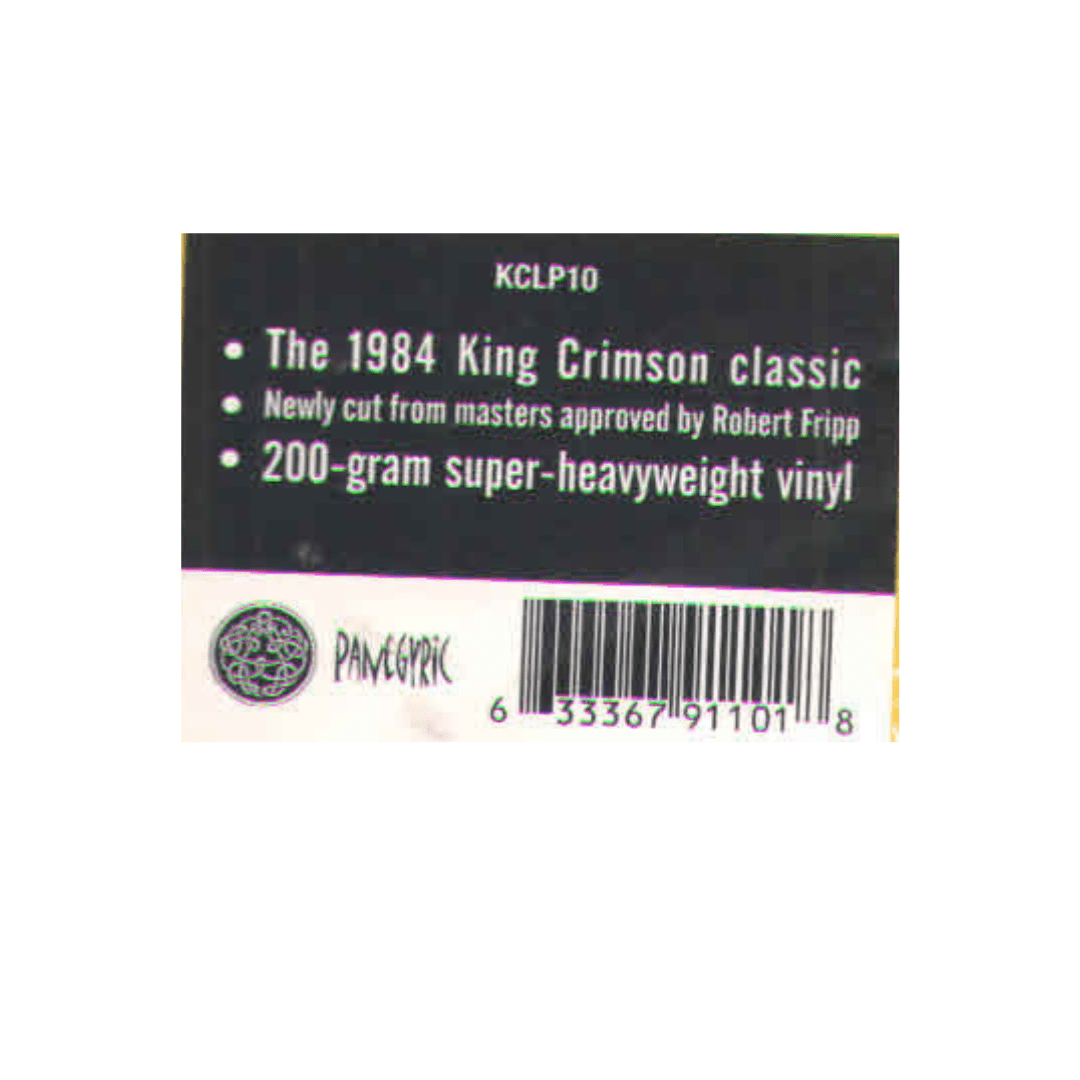 KCLP10
• The 1984 King Crimson classic
• Newly cut from masters approved by Robert Fripp
• 200-gram super-heavyweight vinyl
PANEGYRIC
6 33367 91101 8